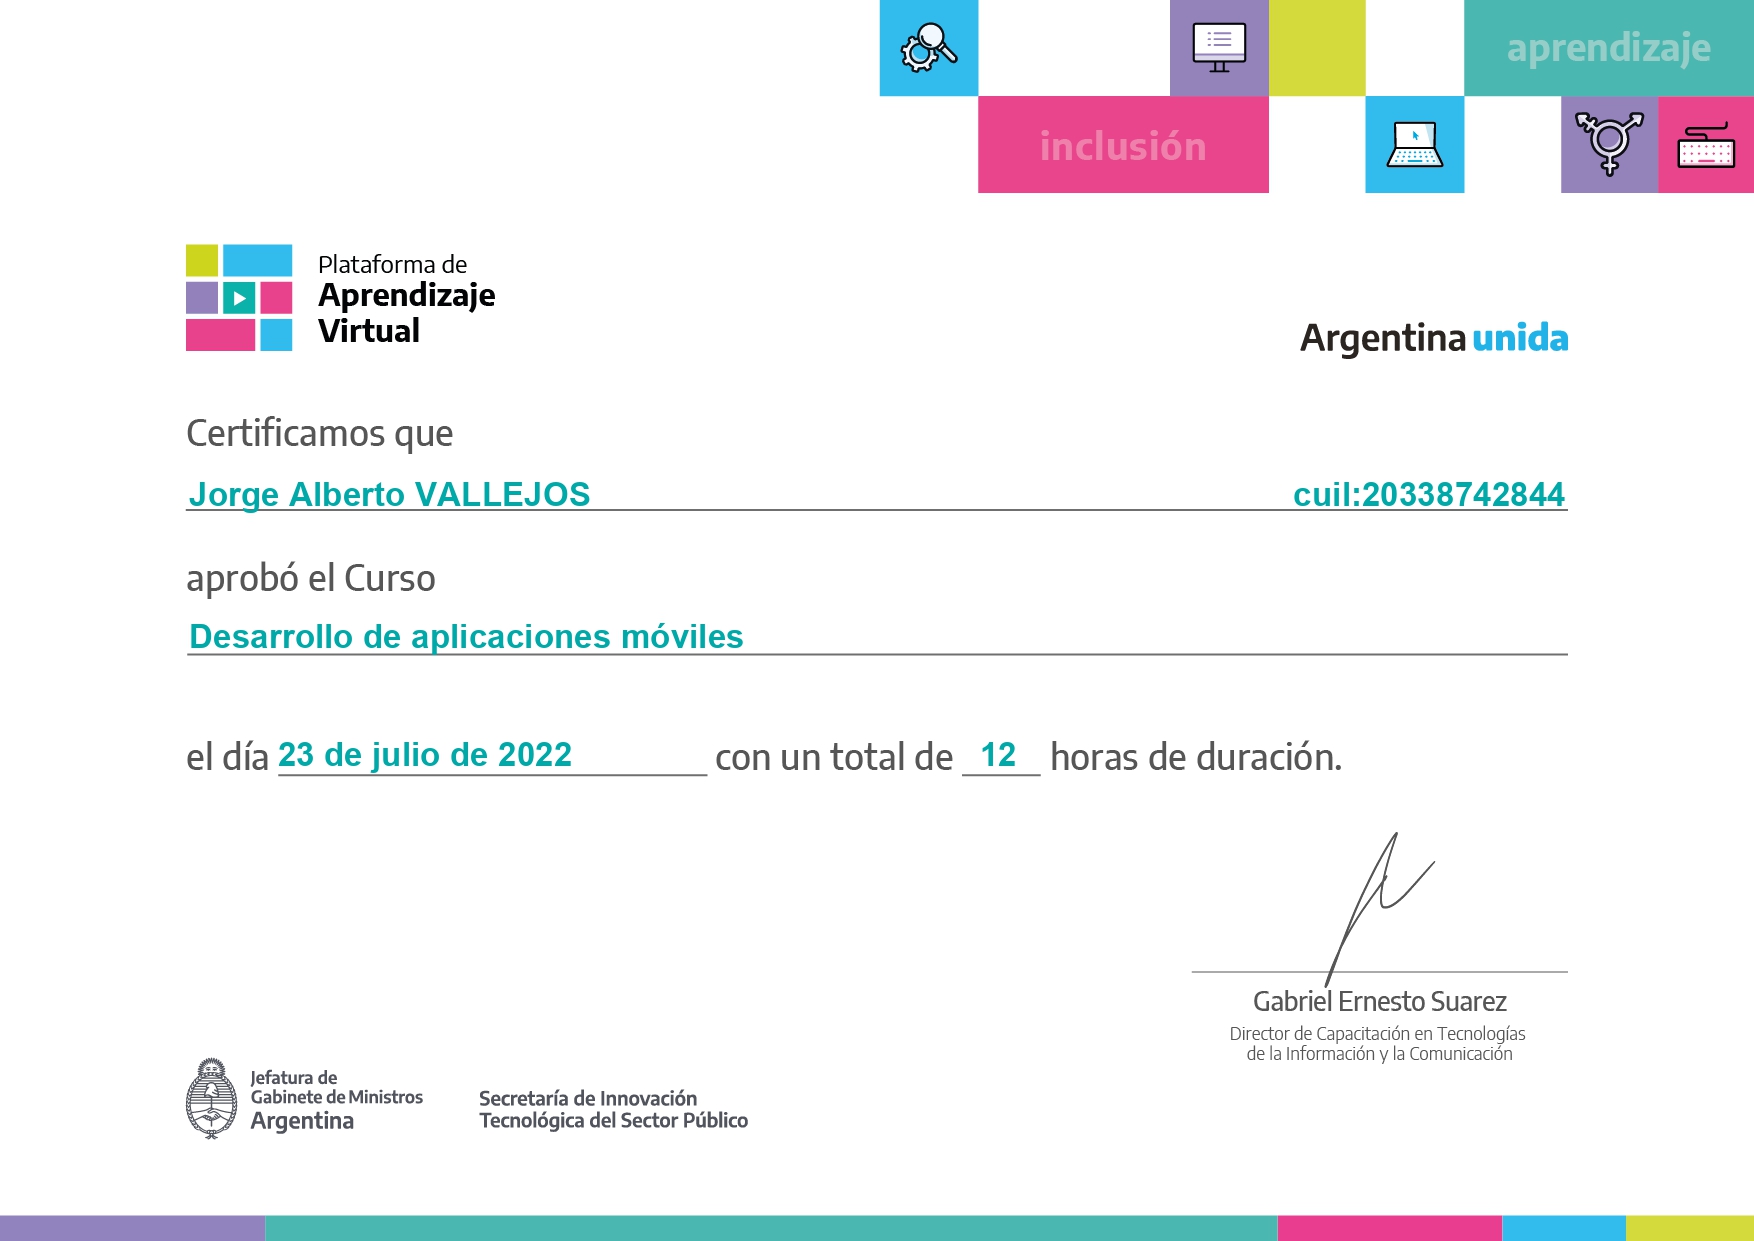 aprendizaje
inclusión
Plataforma de
Aprendizaje
Virtual
Argentina unida
Certificamos que
Jorge Alberto VALLEJOS cuil:20338742844
aprobó el Curso
Desarrollo de aplicaciones móviles
el día 23 de julio de 2022 con un total de 12 horas de duración.
Gabriel Ernesto Suarez
Director de Capacitación en Tecnologías
de la Información y la Comunicación
Jefatura de
Gabinete de Ministros
Argentina
Secretaría de Innovación
Tecnológica del Sector Público